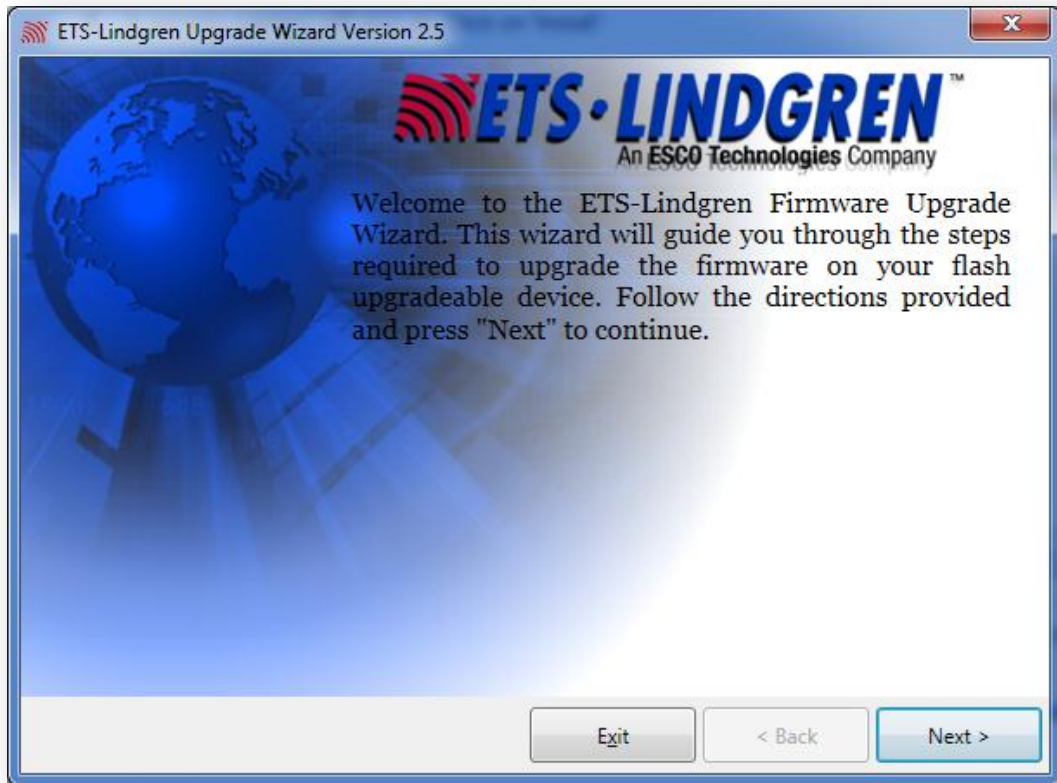 ETS-Lindgren Upgrade Wizard Version 2.5
ETS·LINDGREN™
An ESCO Technologies Company
Welcome to the ETS-Lindgren Firmware Upgrade
Wizard. This wizard will guide you through the steps
required to upgrade the firmware on your flash
upgradeable device. Follow the directions provided
and press "Next" to continue.
Exit
< Back
Next >